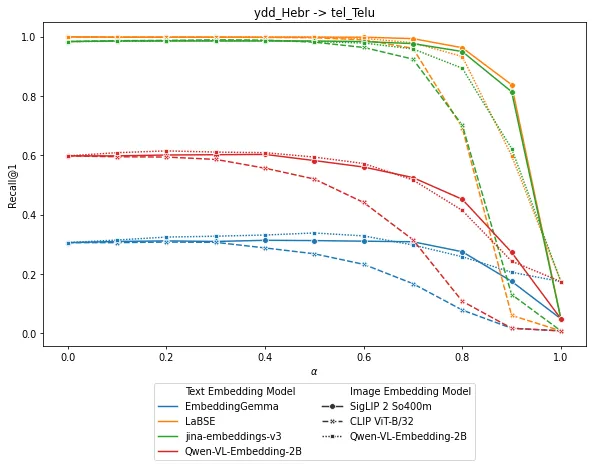 ydd_Hebr -> tel_Telu
1.0
0.8
0.6
0.4
0.2
0.0
Recall@1
0.0 0.2 0.4 0.6 0.8 1.0
α
Text Embedding Model
EmbeddingGemma
LaBSE
jina-embeddings-v3
Qwen-VL-Embedding-2B
Image Embedding Model
SigLIP 2 So400m
CLIP ViT-B/32
Qwen-VL-Embedding-2B